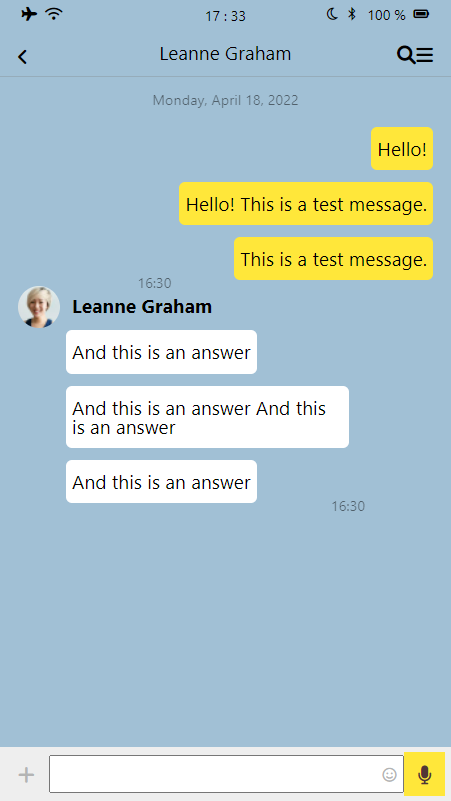 17 : 33
100 %
Leanne Graham
Monday, April 18, 2022
Hello!
Hello! This is a test message.
This is a test message.
16:30
Leanne Graham
And this is an answer
And this is an answer And this
is an answer
And this is an answer
16:30